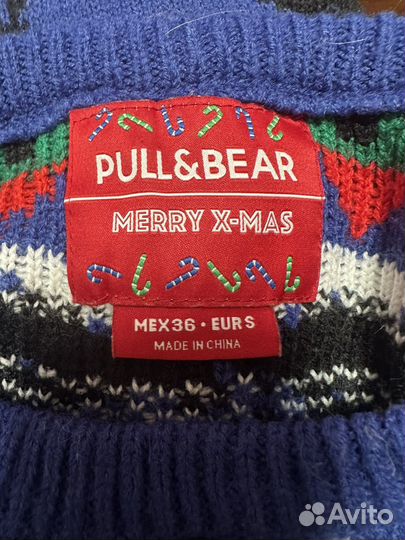 PULL&BEAR
MERRY X-MAS
MEX36 • EUR S
MADE IN CHINA
Avito